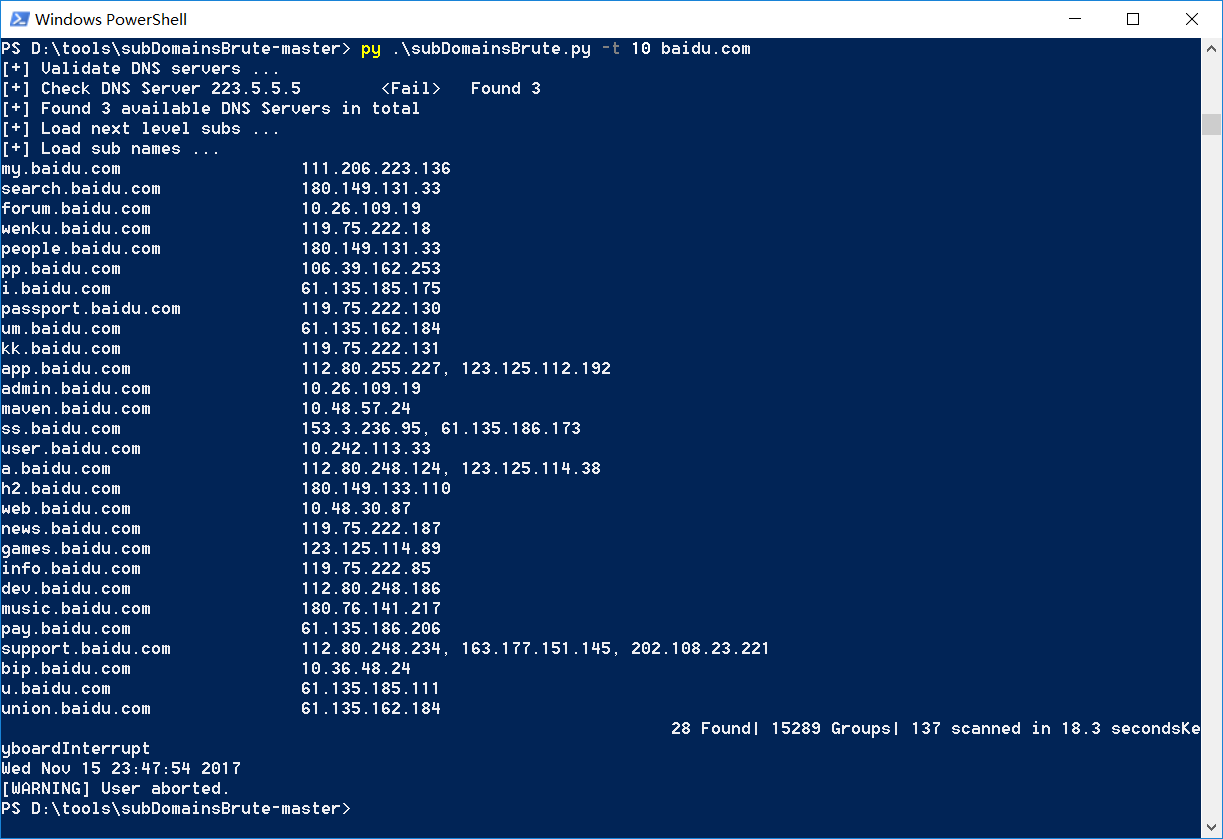 Windows PowerShell
PS D:\tools\subDomainsBrute-master> py .\subDomainsBrute.py -t 10 baidu.com
[+] Validate DNS servers ...
[+] Check DNS Server 223.5.5.5        <Fail>   Found 3
[+] Found 3 available DNS Servers in total
[+] Load next level subs ...
[+] Load sub names ...
my.baidu.com                  111.206.223.136
search.baidu.com              180.149.131.33
forum.baidu.com               10.26.109.19
wenku.baidu.com               119.75.222.18
people.baidu.com              180.149.131.33
pp.baidu.com                  106.39.162.253
i.baidu.com                   61.135.185.175
passport.baidu.com            119.75.222.130
um.baidu.com                  61.135.162.184
kk.baidu.com                  119.75.222.131
app.baidu.com                 112.80.255.227, 123.125.112.192
admin.baidu.com               10.26.109.19
maven.baidu.com               10.48.57.24
ss.baidu.com                  153.3.236.95, 61.135.186.173
user.baidu.com                10.242.113.33
a.baidu.com                   112.80.248.124, 123.125.114.38
h2.baidu.com                  180.149.133.110
web.baidu.com                 10.48.30.87
news.baidu.com                119.75.222.187
games.baidu.com               123.125.114.89
info.baidu.com                119.75.222.85
dev.baidu.com                 112.80.248.186
music.baidu.com               180.76.141.217
pay.baidu.com                 61.135.186.206
support.baidu.com             112.80.248.234, 163.177.151.145, 202.108.23.221
bip.baidu.com                 10.36.48.24
u.baidu.com                   61.135.185.111
union.baidu.com               61.135.162.184
28 Found| 15289 Groups| 137 scanned in 18.3 secondsKe
yboardInterrupt
Wed Nov 15 23:47:54 2017
[WARNING] User aborted.
PS D:\tools\subDomainsBrute-master>